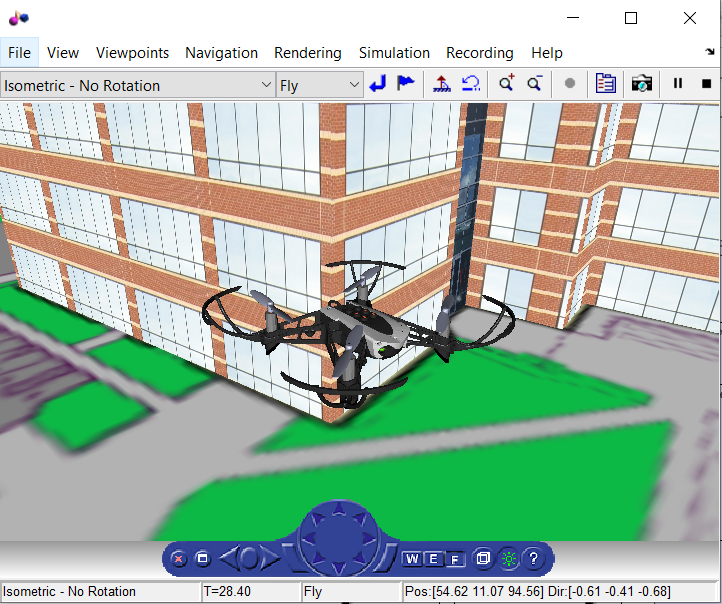 File View Viewpoints Navigation Rendering Simulation Recording Help
Isometric - No Rotation Fly
W E F ?
Isometric - No Rotation T=28.40 Fly Pos:[54.62 11.07 94.56] Dir:[-0.61 -0.41 -0.68]